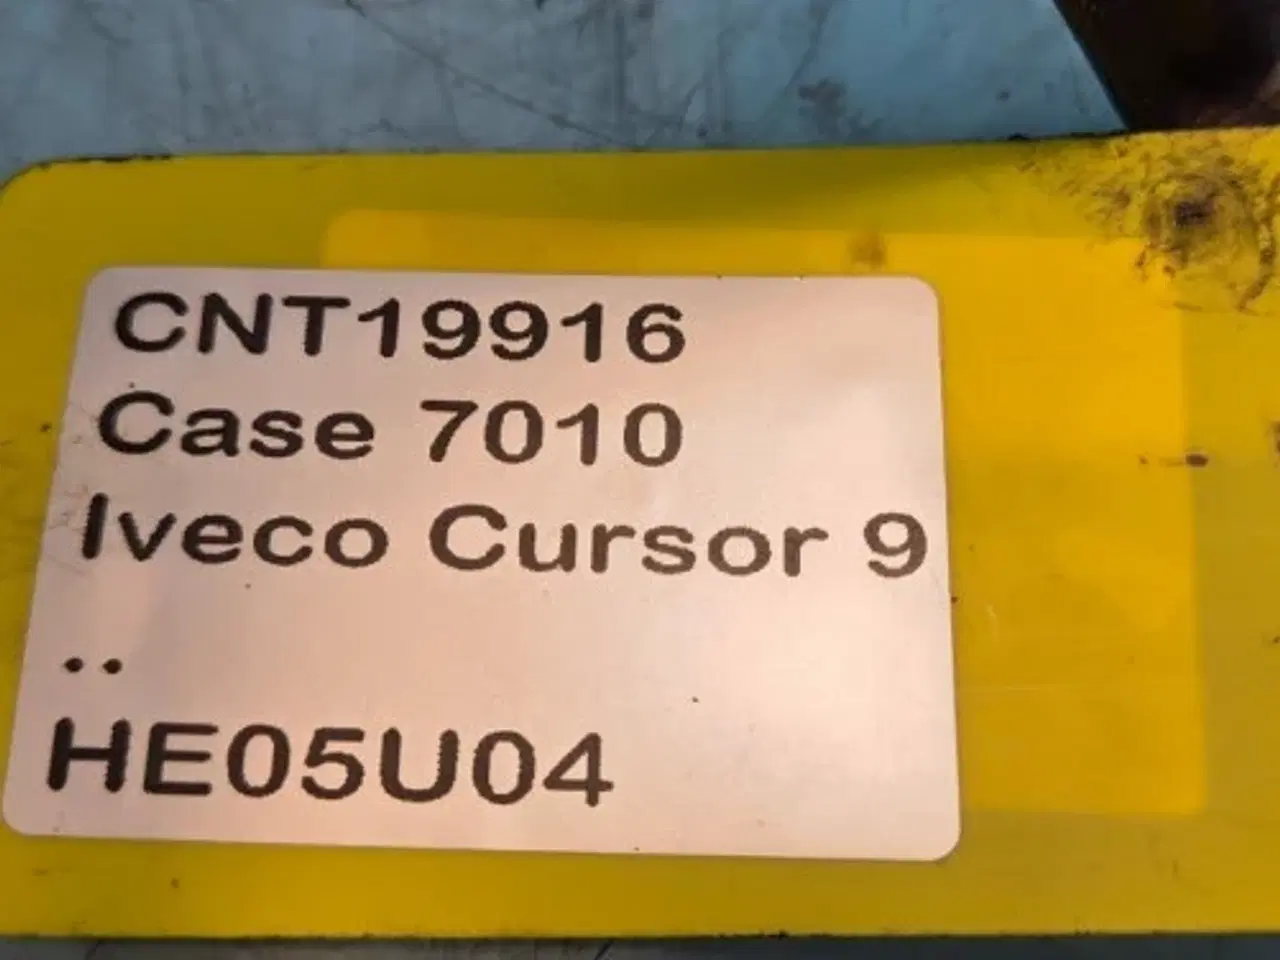 CNT19916
Case 7010
Iveco Cursor 9
..
HE05U04